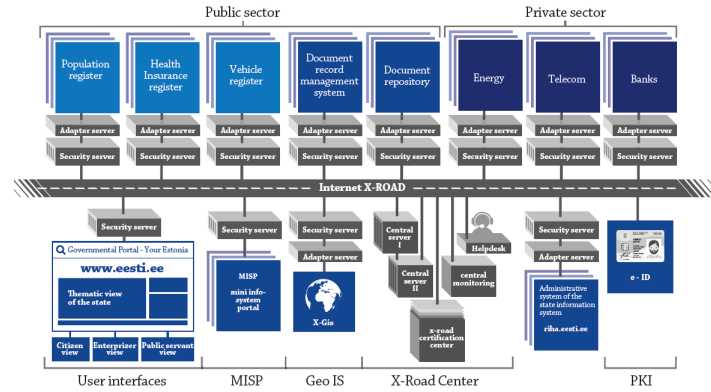 Public sector
Private sector
Population
register
Health
Insurance
register
Vehicle
register
Document
record
management
system
Document
repository
Energy
Telecom
Banks
Adapter server
Adapter server
Adapter server
Adapter server
Adapter server
Adapter server
Adapter server
Adapter server
Security server
Security server
Security server
Security server
Security server
Security server
Security server
Security server
Internet X-ROAD
Security server
Governmental Portal - Your Estonia
www.eesti.ee
Thematic view
of the state
Citizen
view
Enterprizer
view
Public servant
view
Security server
MISP
mini info-
system
portal
Security server
Adapter server
X-Gis
Central
server
I
Central
server
II
x-road
certification
center
central
monitoring
Helpdesk
Security server
Adapter server
Administrative
system of the
state information
system
riha.eesti.ee
e - ID
User interfaces
MISP
Geo IS
X-Road Center
PKI